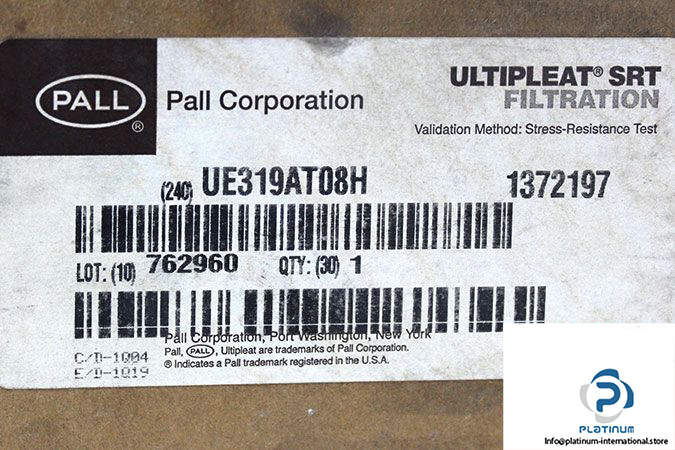 PALL
®
Pall Corporation
ULTIPLEAT® SRT
FILTRATION
Validation Method: Stress-Resistance Test
(240) UE319AT08H 1372197
LOT: (10) 762960 QTY: (30) 1
Pall Corporation, Port Washington, New York
Pall, PALL, Ultipleat are trademarks of Pall Corporation.
® Indicates a Pall trademark registered in the U.S.A.
C/D-1Q04
E/D-1Q19
PLATINUM
Info@platinum-international.store